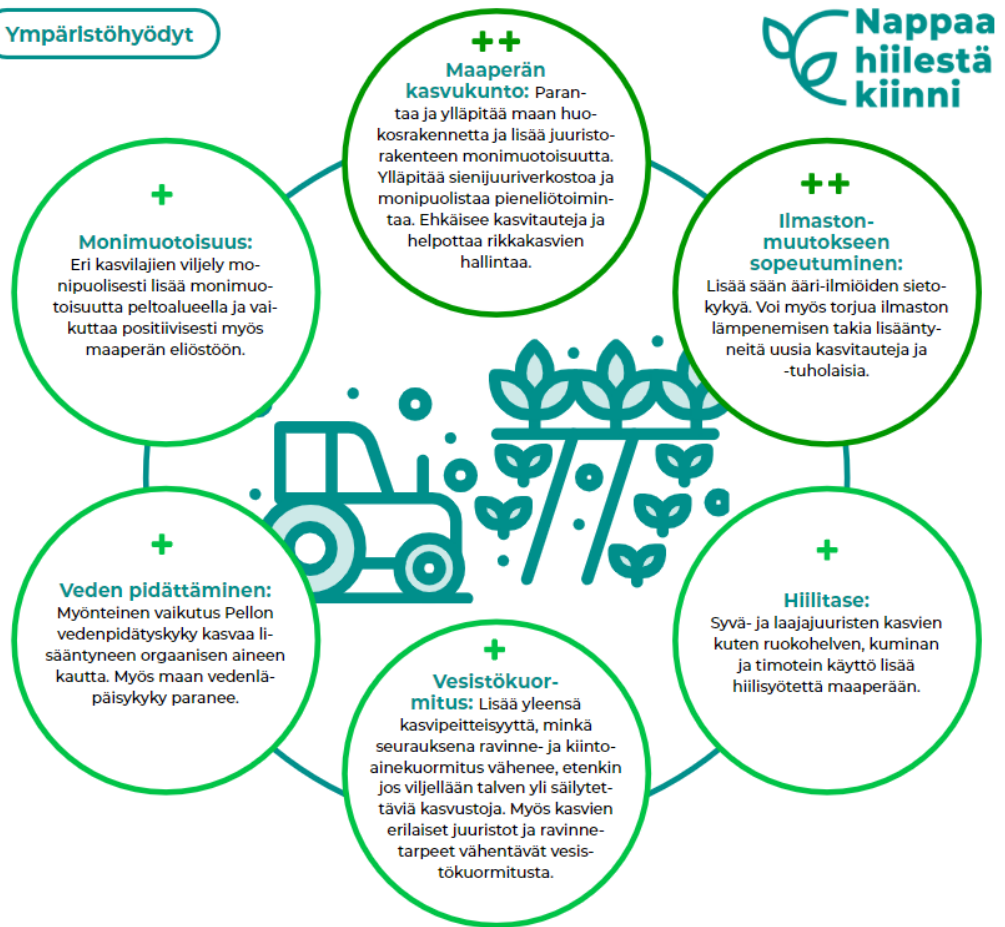 Ympäristöhyödyt
Nappaa
hiilestä
kiinni
++
Maaperän
kasvukunto: Paran-
taa ja ylläpitää maan huo-
kosrakennetta ja lisää juuristo-
rakenteen monimuotoisuutta.
Ylläpitää sienijuuriverkostoa ja
monipuolistaa pieneliötoimin-
taa. Ehkäisee kasvitauteja ja
helpottaa rikkakasvien
hallintaa.
++
Ilmaston-
muutokseen
sopeutuminen:
Lisää sään ääri-ilmiöiden sieto-
kykyä. Voi myös torjua ilmaston
lämpenemisen takia lisäänty-
neitä uusia kasvitauteja ja
-tuholaisia.
+
Hiilitase:
Syvä- ja laajajuuristen kasvien
kuten ruokohelven, kuminan
ja timotein käyttö lisää
hiilisyötettä maaperään.
+
Vesistökuor-
mitus: Lisää yleensä
kasvipeitteisyyttä, minkä
seurauksena ravinne- ja kiinto-
ainekuormitus vähenee, etenkin
jos viljellään talven yli säilytet-
täviä kasvustoja. Myös kasvien
erilaiset juuristot ja ravinne-
tarpeet vähentävät vesis-
tökuormitusta.
+
Veden pidättäminen:
Myönteinen vaikutus Pellon
vedenpidätyskyky kasvaa li-
sääntyneen orgaanisen aineen
kautta. Myös maan vedenlä-
päisykyky paranee.
+
Monimuotoisuus:
Eri kasvilajien viljely mo-
nipuolisesti lisää monimuo-
toisuutta peltoalueella ja vai-
kuttaa positiivisesti myös
maaperän eliöstöön.